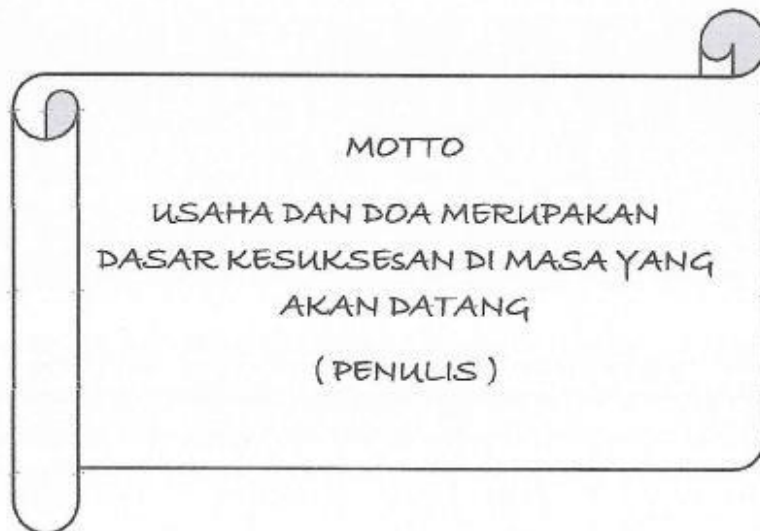 MOTTO
USAHA DAN DOA MERUPAKAN
DASAR KESUKSEsAN DI MASA YANG
AKAN DATANG
( PENULIS )